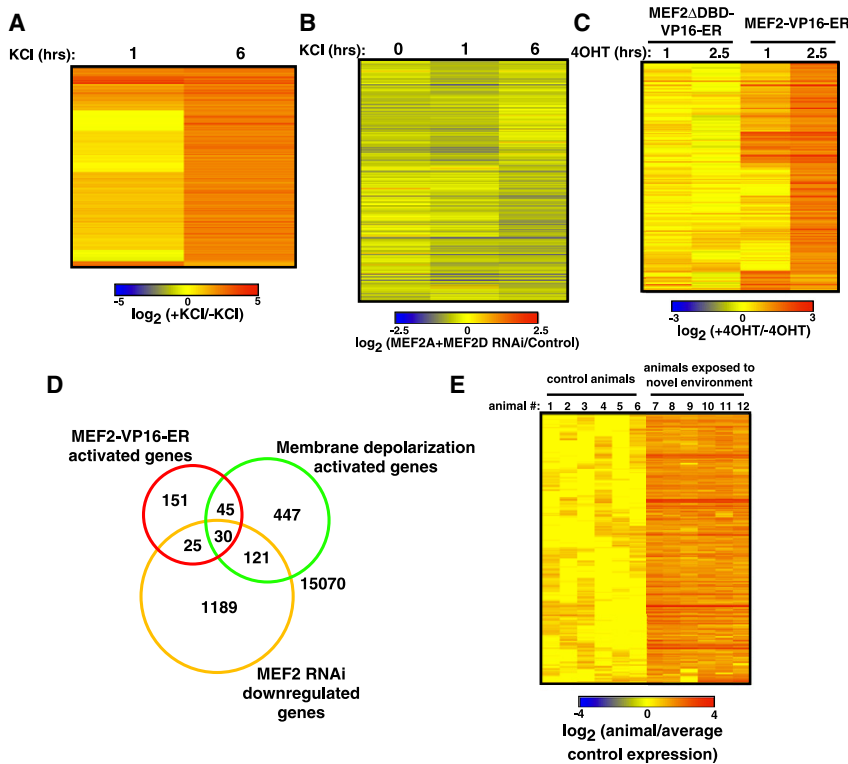 A
KCl (hrs): 1 6
-5 0 5
log2 (+KCl/-KCl)
B
KCl (hrs): 0 1 6
-2.5 0 2.5
log2 (MEF2A+MEF2D RNAi/Control)
C
MEF2ΔDBD-
VP16-ER
MEF2-VP16-ER
4OHT (hrs): 1 2.5 1 2.5
-3 0 3
log2 (+4OHT/-4OHT)
D
MEF2-VP16-ER
activated genes
Membrane depolarization
activated genes
151 45 447
25 30 121
15070
1189
MEF2 RNAi
downregulated
genes
E
control animals
animals exposed to
novel environment
animal #: 1 2 3 4 5 6 7 8 9 10 11 12
-4 0 4
log2 (animal/average
control expression)